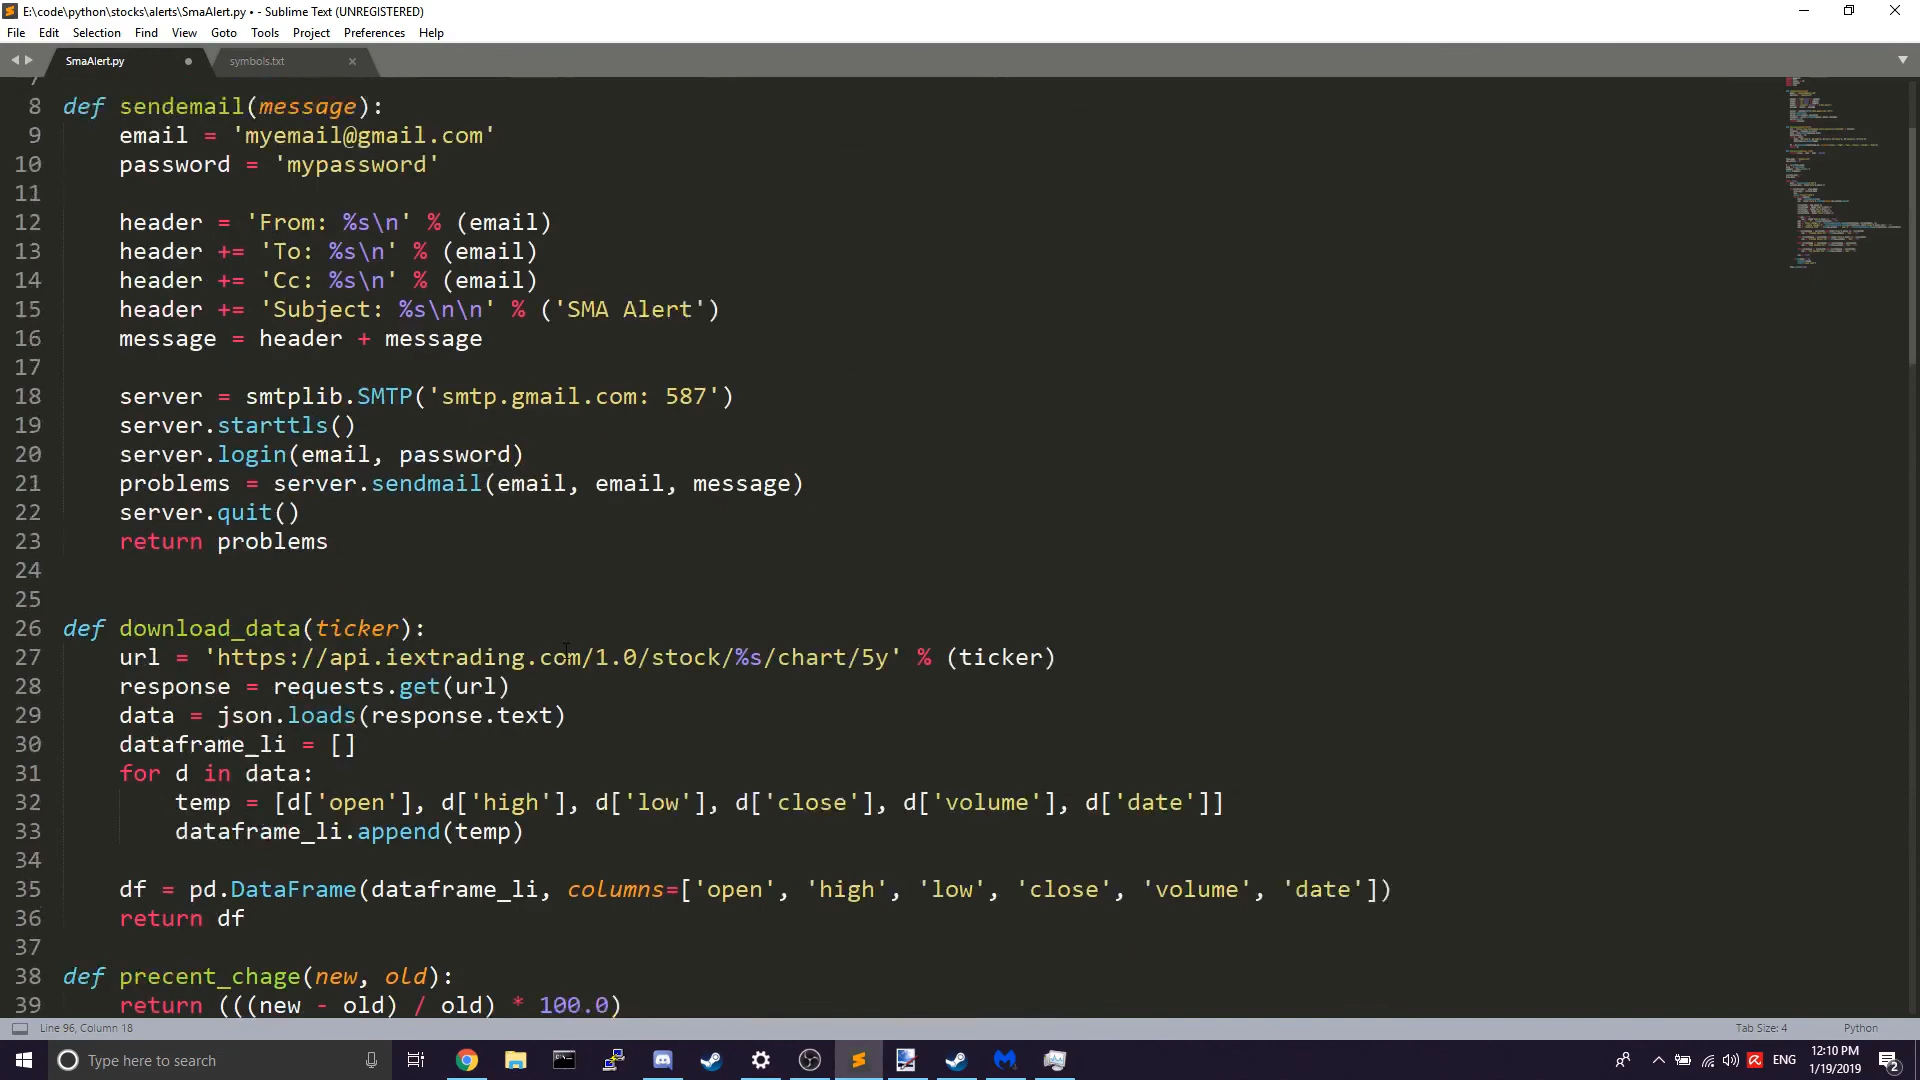 E:\code\python\stocks\alerts\SmaAlert.py • - Sublime Text (UNREGISTERED)
File Edit Selection Find View Goto Tools Project Preferences Help
SmaAlert.py symbols.txt
7
8 def sendemail(message):
9 email = 'myemail@gmail.com'
10 password = 'mypassword'
11
12 header = 'From: %s\n' % (email)
13 header += 'To: %s\n' % (email)
14 header += 'Cc: %s\n' % (email)
15 header += 'Subject: %s\n\n' % ('SMA Alert')
16 message = header + message
17
18 server = smtplib.SMTP('smtp.gmail.com: 587')
19 server.starttls()
20 server.login(email, password)
21 problems = server.sendmail(email, email, message)
22 server.quit()
23 return problems
24
25
26 def download_data(ticker):
27 url = 'https://api.iextrading.com/1.0/stock/%s/chart/5y' % (ticker)
28 response = requests.get(url)
29 data = json.loads(response.text)
30 dataframe_li = []
31 for d in data:
32 temp = [d['open'], d['high'], d['low'], d['close'], d['volume'], d['date']]
33 dataframe_li.append(temp)
34
35 df = pd.DataFrame(dataframe_li, columns=['open', 'high', 'low', 'close', 'volume', 'date'])
36 return df
37
38 def precent_chage(new, old):
39 return (((new - old) / old) * 100.0)
Line 96, Column 18 Tab Size: 4 Python
Type here to search ENG 12:10 PM
1/19/2019 2